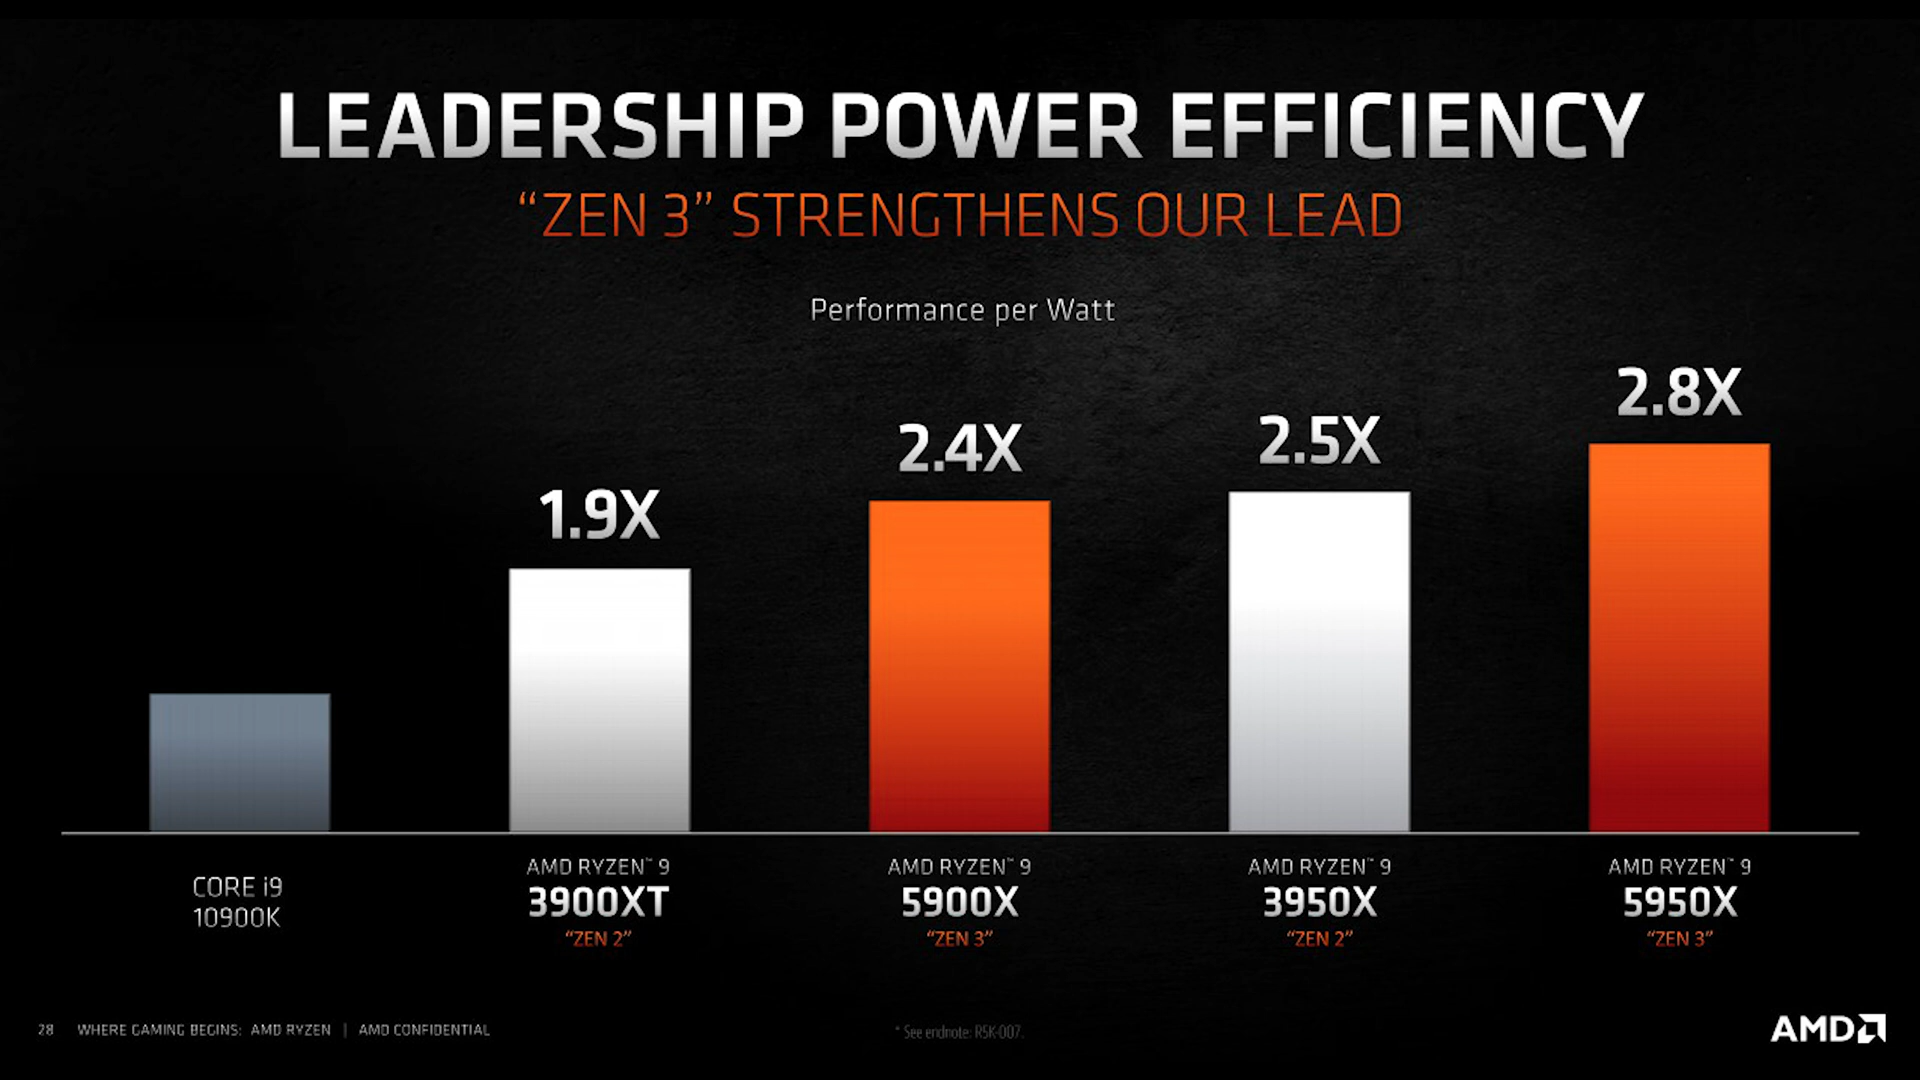 LEADERSHIP POWER EFFICIENCY
“ZEN 3” STRENGTHENS OUR LEAD
Performance per Watt
1.9X
2.4X
2.5X
2.8X
CORE i9
10900K
AMD RYZEN™ 9
3900XT
“ZEN 2”
AMD RYZEN™ 9
5900X
“ZEN 3”
AMD RYZEN™ 9
3950X
“ZEN 2”
AMD RYZEN™ 9
5950X
“ZEN 3”
28 WHERE GAMING BEGINS: AMD RYZEN | AMD CONFIDENTIAL
* See endnote: R5K-007.
AMD